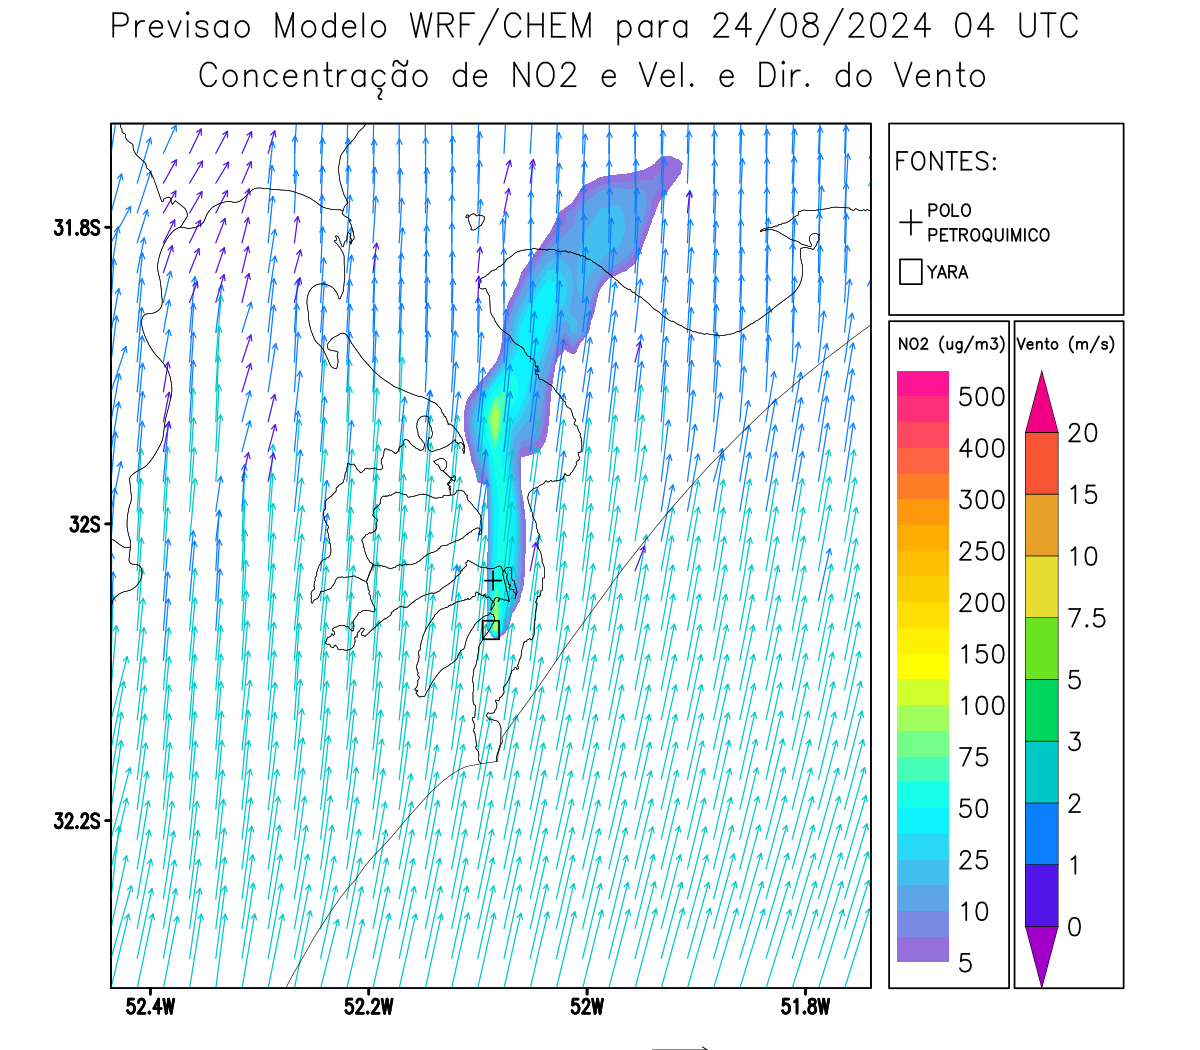 Previsao Modelo WRF/CHEM para 24/08/2024 04 UTC
Concentração de NO2 e Vel. e Dir. do Vento
FONTES:
POLO
PETROQUIMICO
YARA
31.8S
32S
32.2S
52.4W
52.2W
52W
51.8W
NO2 (ug/m3)
500
400
300
250
200
150
100
75
50
25
10
5
Vento (m/s)
20
15
10
7.5
5
3
2
1
0